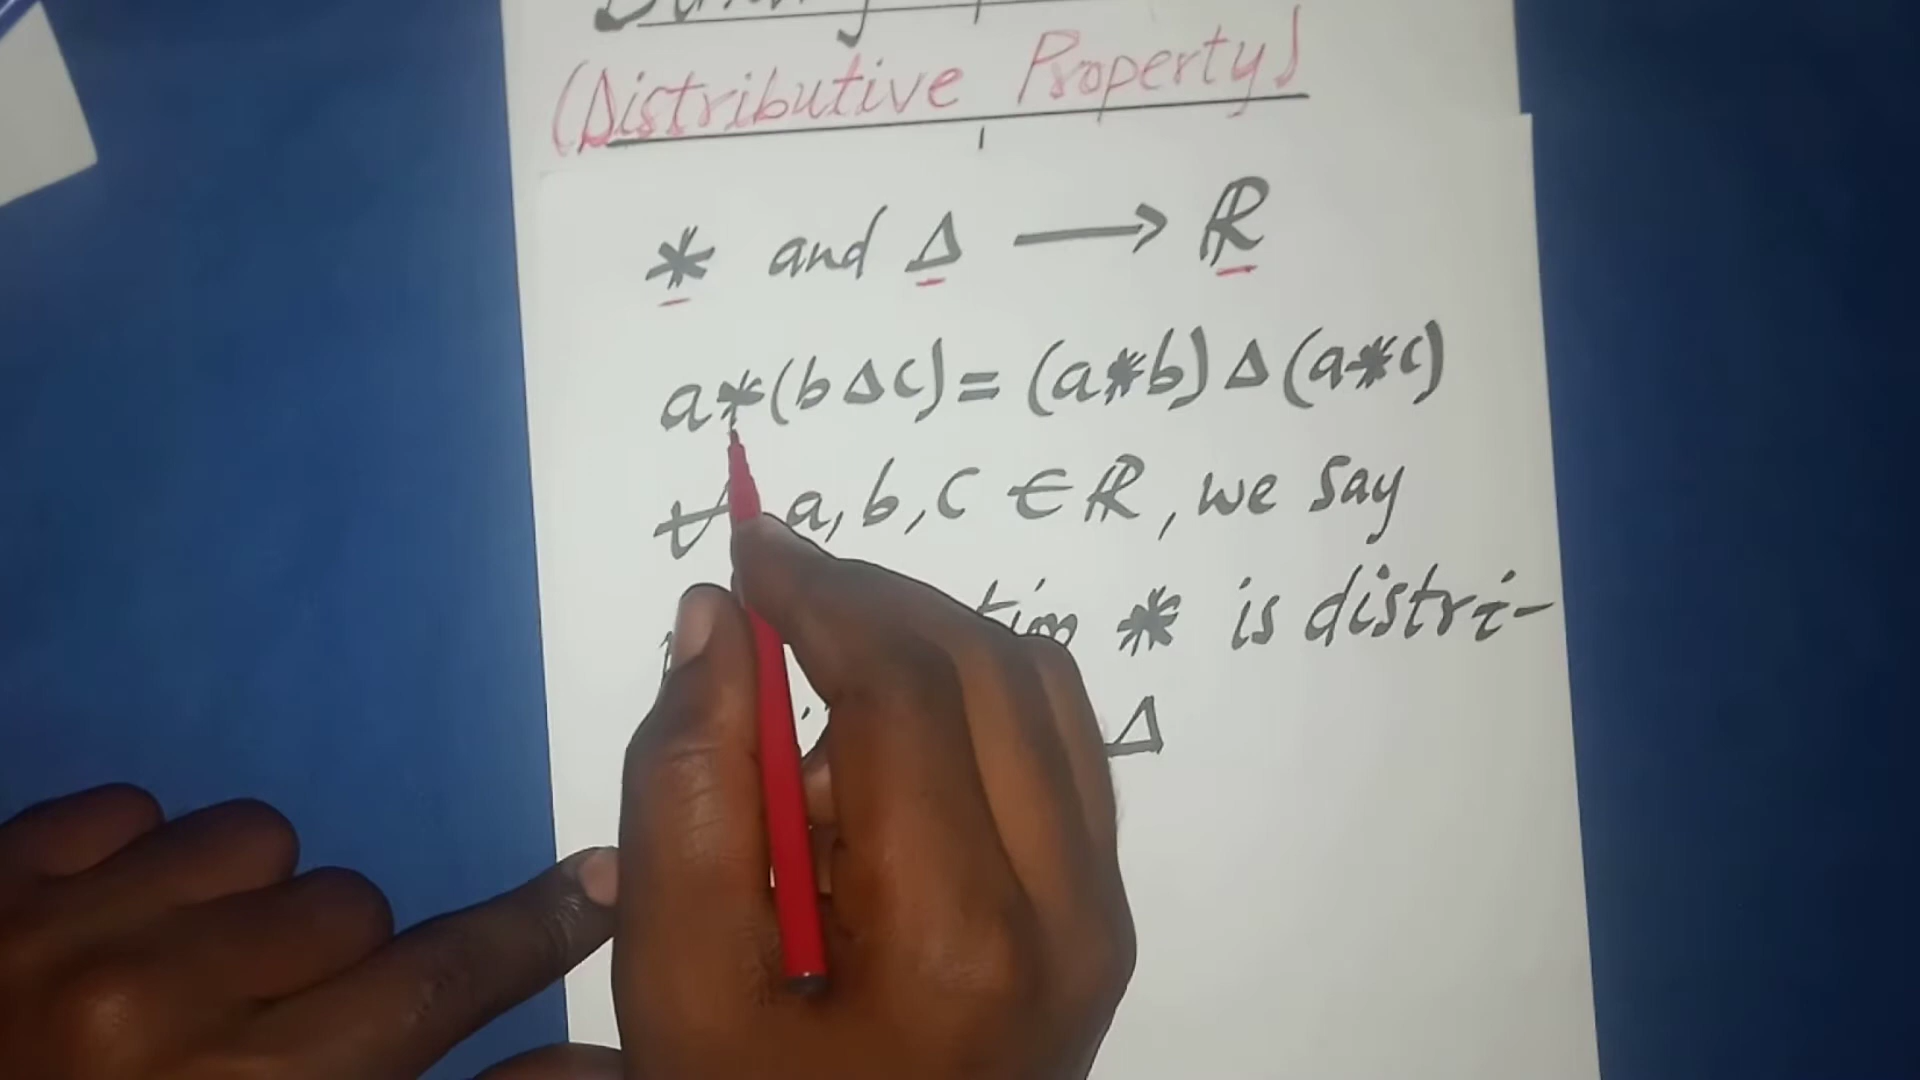 (Distributive Property)
* and Δ ⟶ ℝ
a*(bΔc) = (a*b) Δ (a*c)
∀ a, b, c ∈ ℝ, we say
* is distri-
Δ